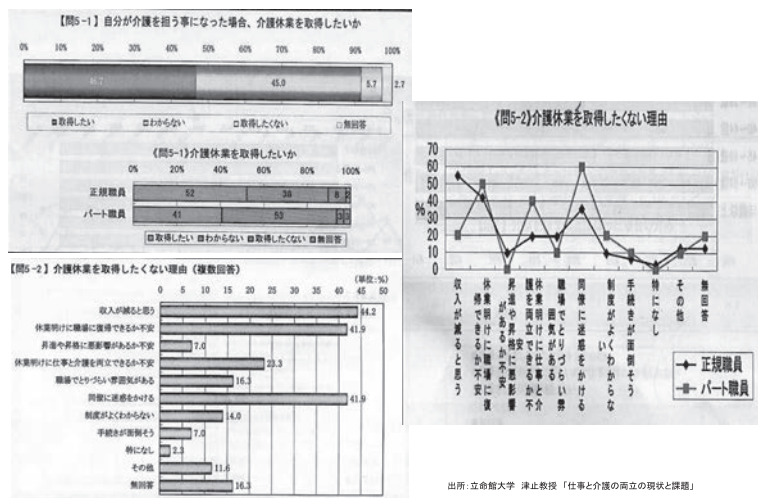 【問5-1】自分が介護を担う事になった場合、介護休業を取得したいか
0% 10% 20% 30% 40% 50% 60% 70% 80% 90% 100%
46.7 45.0 5.7 2.7
取得したい わからない 取得したくない 無回答
《問5-1》介護休業を取得したいか
0% 20% 40% 60% 80% 100%
正規職員 52 38 8 2
パート職員 41 53 3 3
取得したい わからない 取得したくない 無回答
【問5-2】介護休業を取得したくない理由(複数回答)
(単位:%)
0 5 10 15 20 25 30 35 40 45 50
収入が減ると思う 44.2
休業明けに職場に復帰できるか不安 41.9
昇進や昇格に悪影響があるか不安 7.0
休業明けに仕事と介護を両立できるか不安 23.3
職場でとりづらい雰囲気がある 16.3
同僚に迷惑をかける 41.9
制度がよくわからない 14.0
手続きが面倒そう 7.0
特になし 2.3
その他 11.6
無回答 16.3
《問5-2》介護休業を取得したくない理由
70
60
50
40
30
20
10
0
%
収入が減ると思う
休業明けに職場に復
帰できるか不安
昇進や昇格に悪影響
があるか不安
休業明けに仕事と介
護を両立できるか不
安
職場でとりづらい雰
囲気がある
同僚に迷惑をかける
制度がよくわからな
い
手続きが面倒そう
特になし
その他
無回答
正規職員
パート職員
出所:立命館大学 津止教授 「仕事と介護の両立の現状と課題」